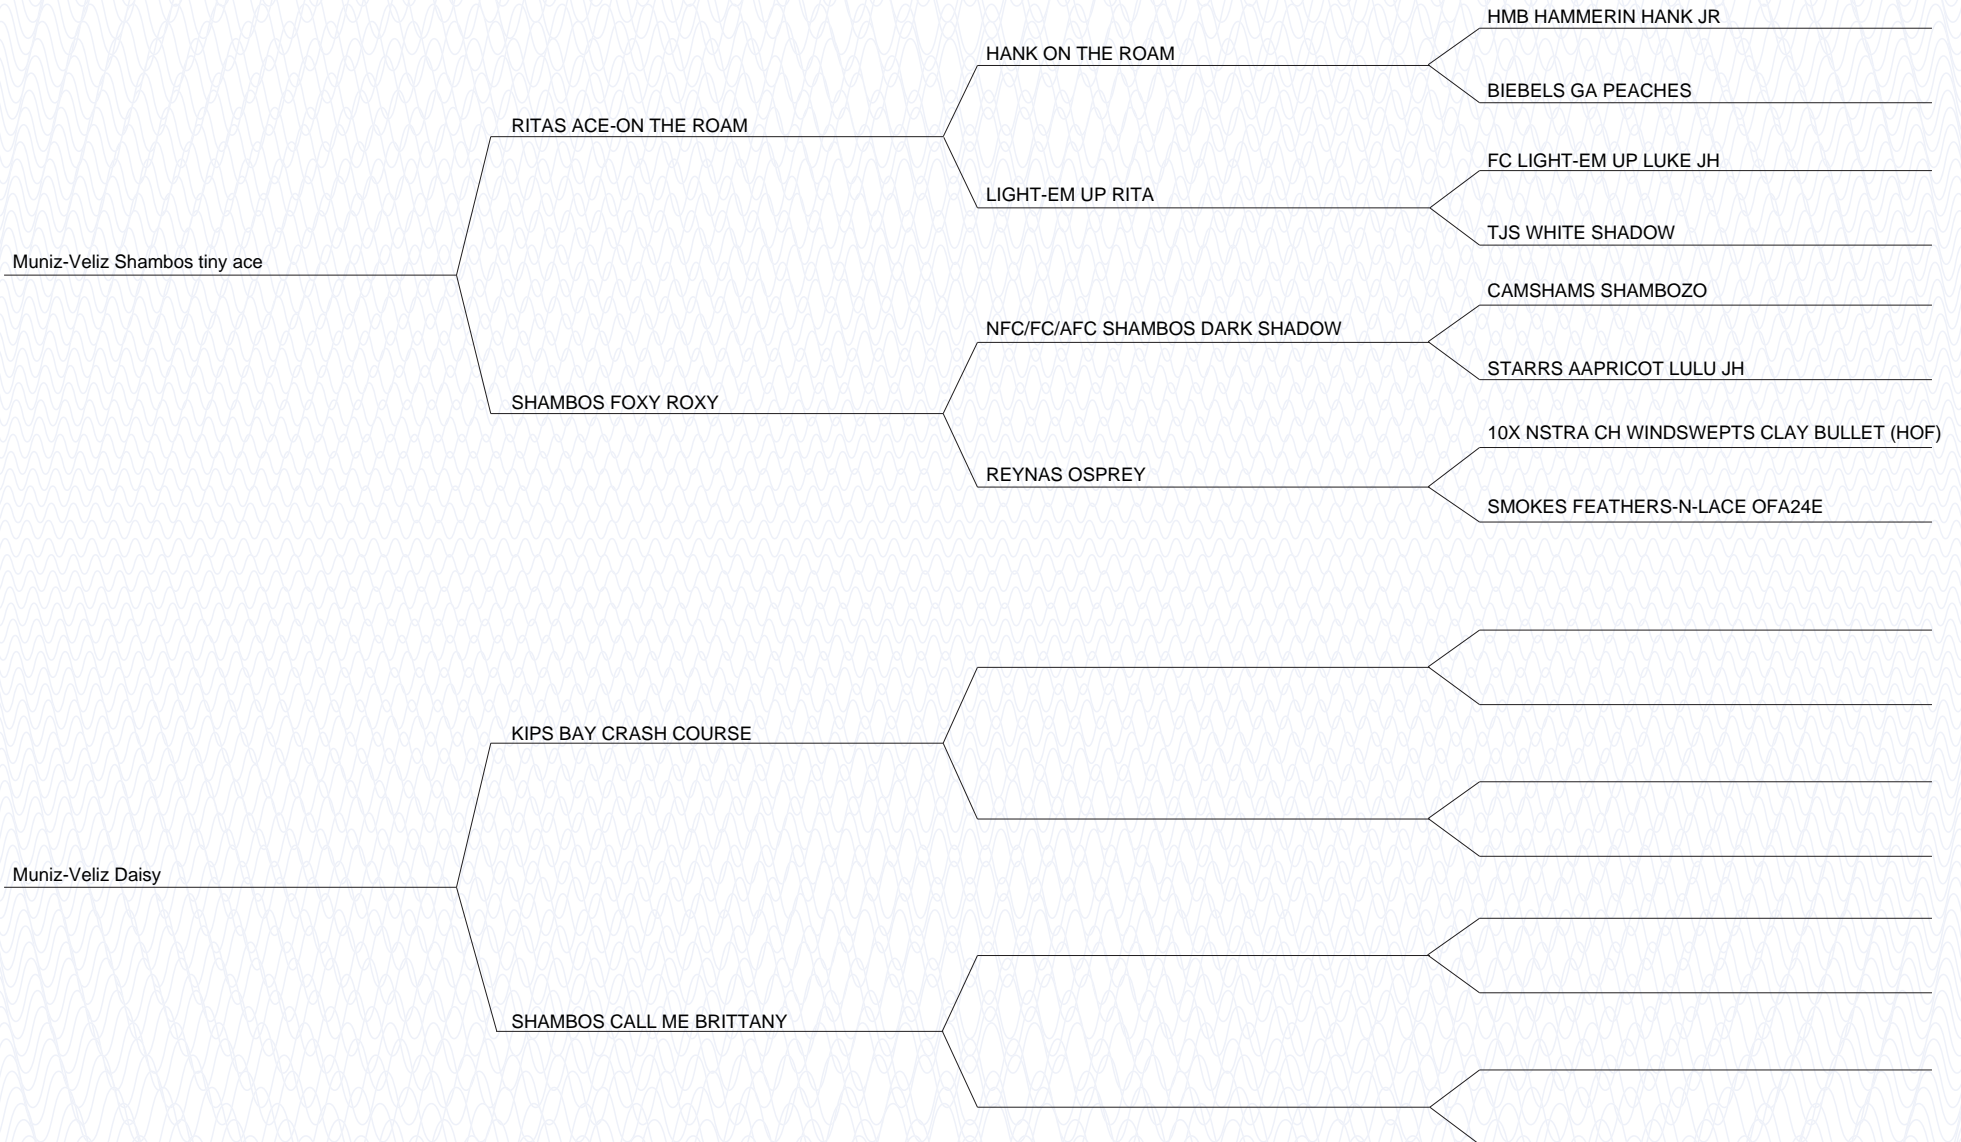 HMB HAMMERIN HANK JR
HANK ON THE ROAM
BIEBELS GA PEACHES
RITAS ACE-ON THE ROAM
FC LIGHT-EM UP LUKE JH
LIGHT-EM UP RITA
TJS WHITE SHADOW
Muniz-Veliz Shambos tiny ace
CAMSHAMS SHAMBOZO
NFC/FC/AFC SHAMBOS DARK SHADOW
STARRS AAPRICOT LULU JH
SHAMBOS FOXY ROXY
10X NSTRA CH WINDSWEPTS CLAY BULLET (HOF)
REYNAS OSPREY
SMOKES FEATHERS-N-LACE OFA24E
KIPS BAY CRASH COURSE
Muniz-Veliz Daisy
SHAMBOS CALL ME BRITTANY